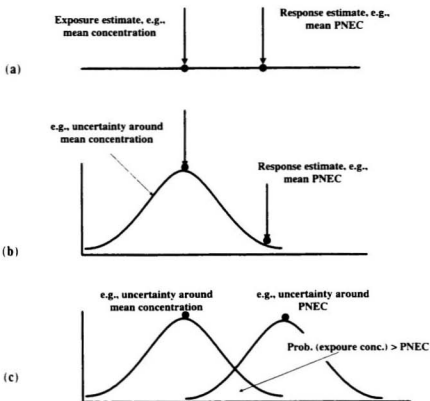 Exposure estimate, e.g.,
mean concentration
Response estimate, e.g.,
mean PNEC
(a)
e.g., uncertainty around
mean concentration
Response estimate, e.g.,
mean PNEC
(b)
e.g., uncertainty around
mean concentration
e.g., uncertainty around
PNEC
Prob. (expoure conc.) > PNEC
(c)